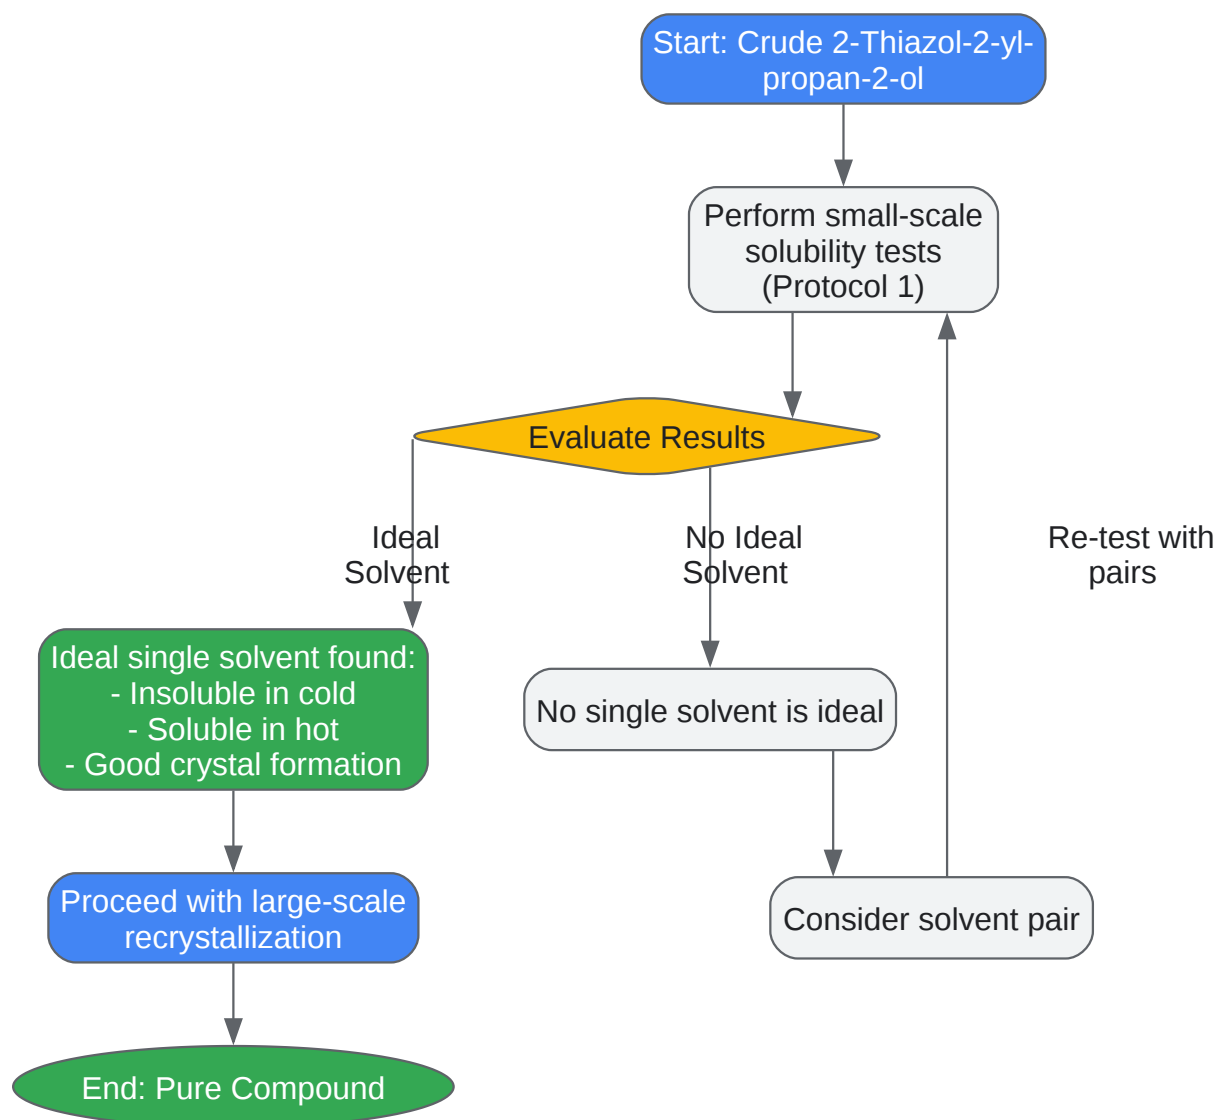 Start: Crude 2-Thiazol-2-yl-
propan-2-ol
Perform small-scale
solubility tests
(Protocol 1)
Evaluate Results
Ideal
Solvent
No Ideal
Solvent
Re-test with
pairs
Ideal single solvent found:
- Insoluble in cold
- Soluble in hot
- Good crystal formation
No single solvent is ideal
Proceed with large-scale
recrystallization
Consider solvent pair
End: Pure Compound